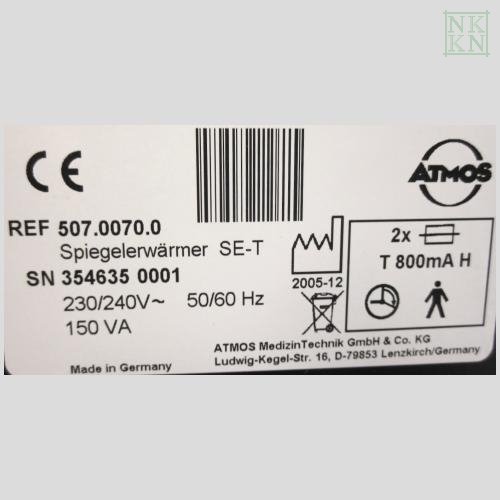 NK
KN
CE
ATMOS
REF 507.0070.0
Spiegelerwärmer SE-T
SN 354635 0001
230/240V~ 50/60 Hz
150 VA
2005-12
2x
T 800mA H
ATMOS MedizinTechnik GmbH & Co. KG
Ludwig-Kegel-Str. 16, D-79853 Lenzkirch/Germany
Made in Germany